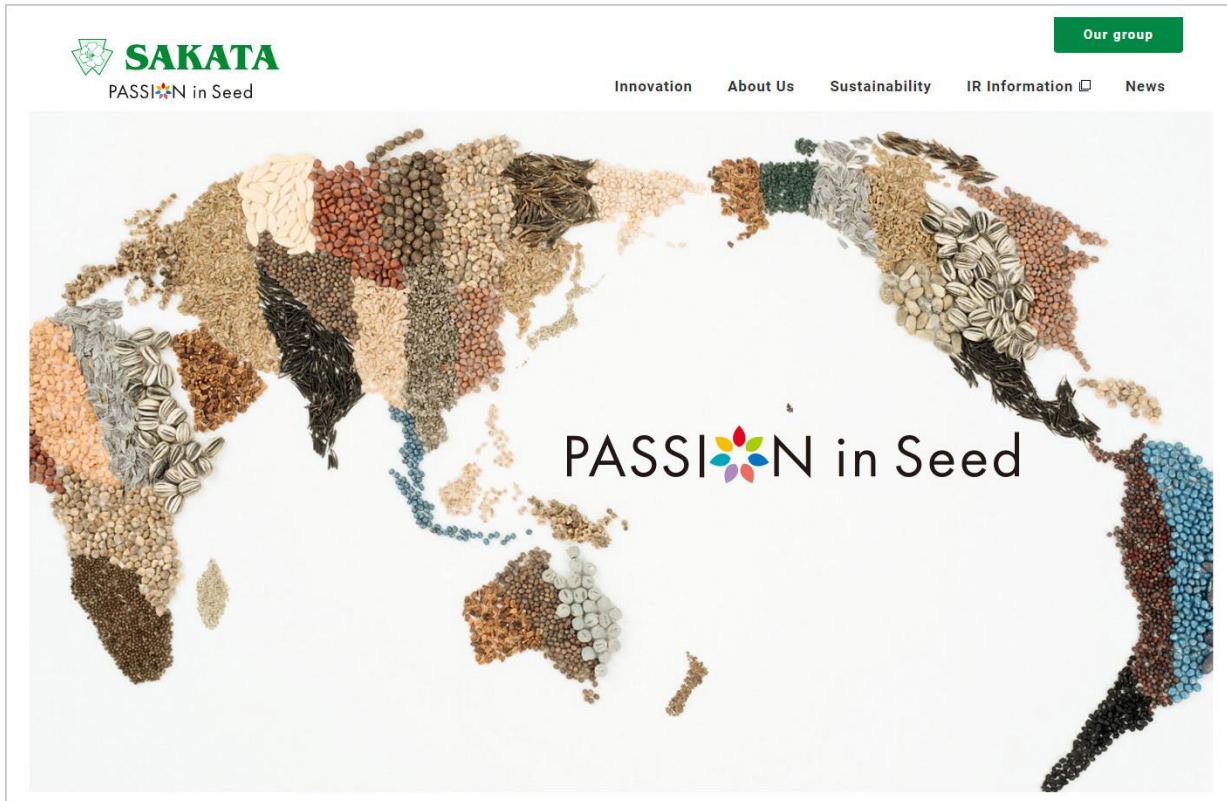 Our group
SAKATA
PASSION in Seed
Innovation About Us Sustainability IR Information News
PASSION in Seed